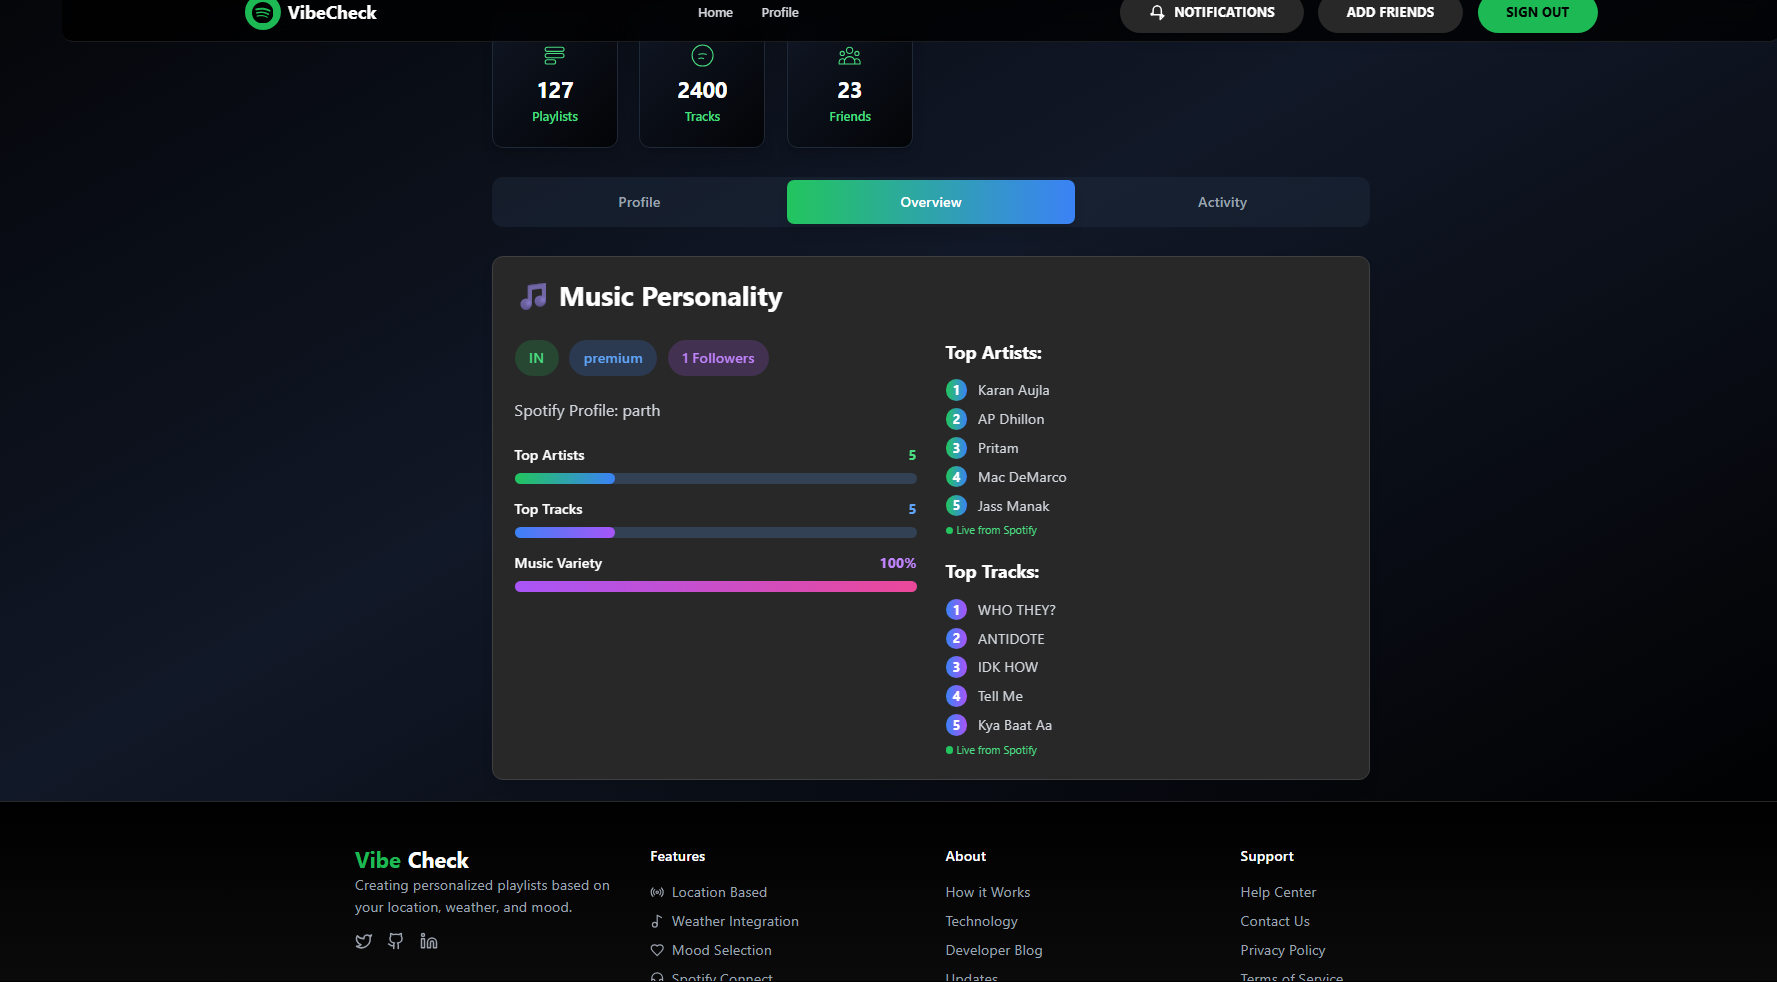 VibeCheck
Home
Profile
NOTIFICATIONS
ADD FRIENDS
SIGN OUT
127
Playlists
2400
Tracks
23
Friends
Profile
Overview
Activity
Music Personality
IN
premium
1 Followers
Spotify Profile: parth
Top Artists
5
Top Tracks
5
Music Variety
100%
Top Artists:
1 Karan Aujla
2 AP Dhillon
3 Pritam
4 Mac DeMarco
5 Jass Manak
Live from Spotify
Top Tracks:
1 WHO THEY?
2 ANTIDOTE
3 IDK HOW
4 Tell Me
5 Kya Baat Aa
Live from Spotify
Vibe Check
Creating personalized playlists based on
your location, weather, and mood.
Features
Location Based
Weather Integration
Mood Selection
Spotify Connect
About
How it Works
Technology
Developer Blog
Updates
Support
Help Center
Contact Us
Privacy Policy
Terms of Service